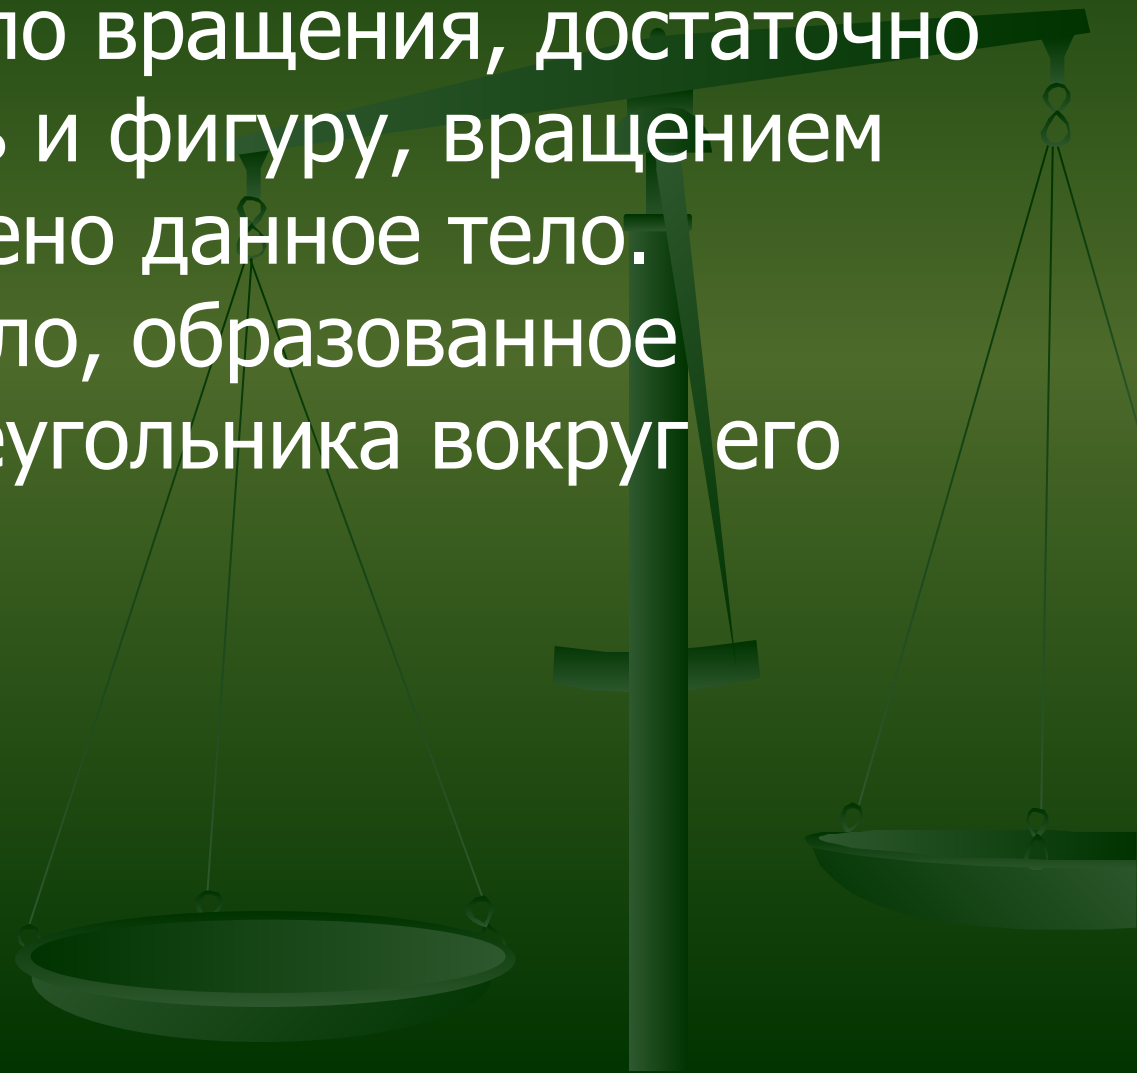 ло вращения, достаточно
ь и фигуру, вращением
ено данное тело.
ло, образованное
еугольника вокруг его